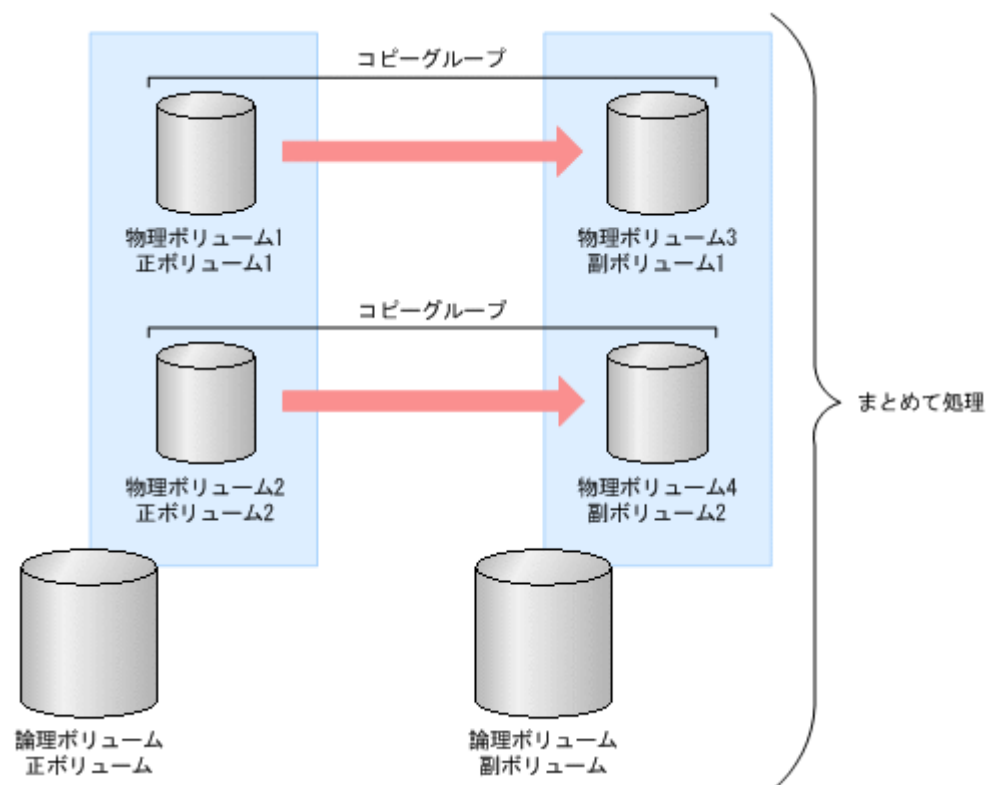 コピーグループ
物理ボリューム1
正ボリューム1
物理ボリューム3
副ボリューム1
コピーグループ
物理ボリューム2
正ボリューム2
物理ボリューム4
副ボリューム2
まとめて処理
論理ボリューム
正ボリューム
論理ボリューム
副ボリューム